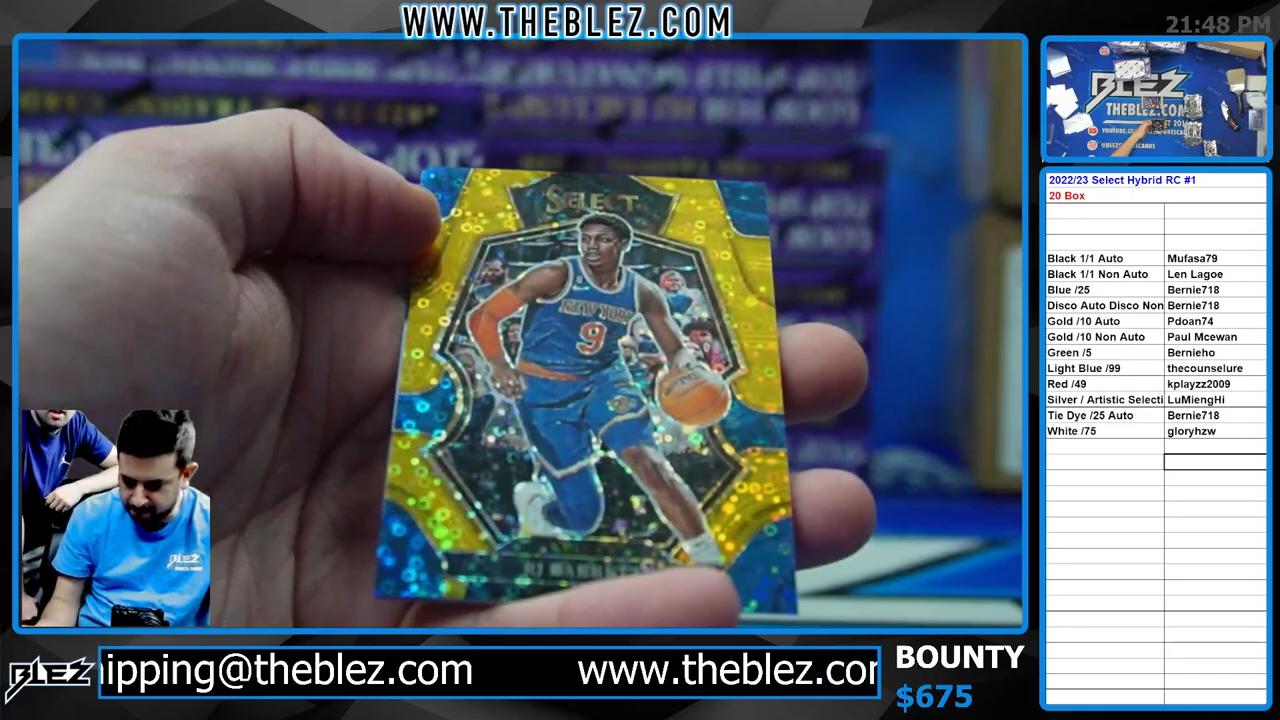 WWW.THEBLEZ.COM
21:48 PM
BLEZ
THEBLEZ.COM
2022/23 Select Hybrid RC #1
20 Box
Black 1/1 Auto Mufasa79
Black 1/1 Non Auto Len Lagoe
Blue /25 Bernie718
Disco Auto Disco Non Bernie718
Gold /10 Auto Pdoan74
Gold /10 Non Auto Paul Mcewan
Green /5 Bernieho
Light Blue /99 thecounselure
Red /49 kplayzz2009
Silver / Artistic Selecti LuMiengHi
Tie Dye /25 Auto Bernie718
White /75 gloryhzw
SELECT
NEW YORK
9
BLEZ
BLEZ
ipping@theblez.com www.theblez.cor
BOUNTY
$675